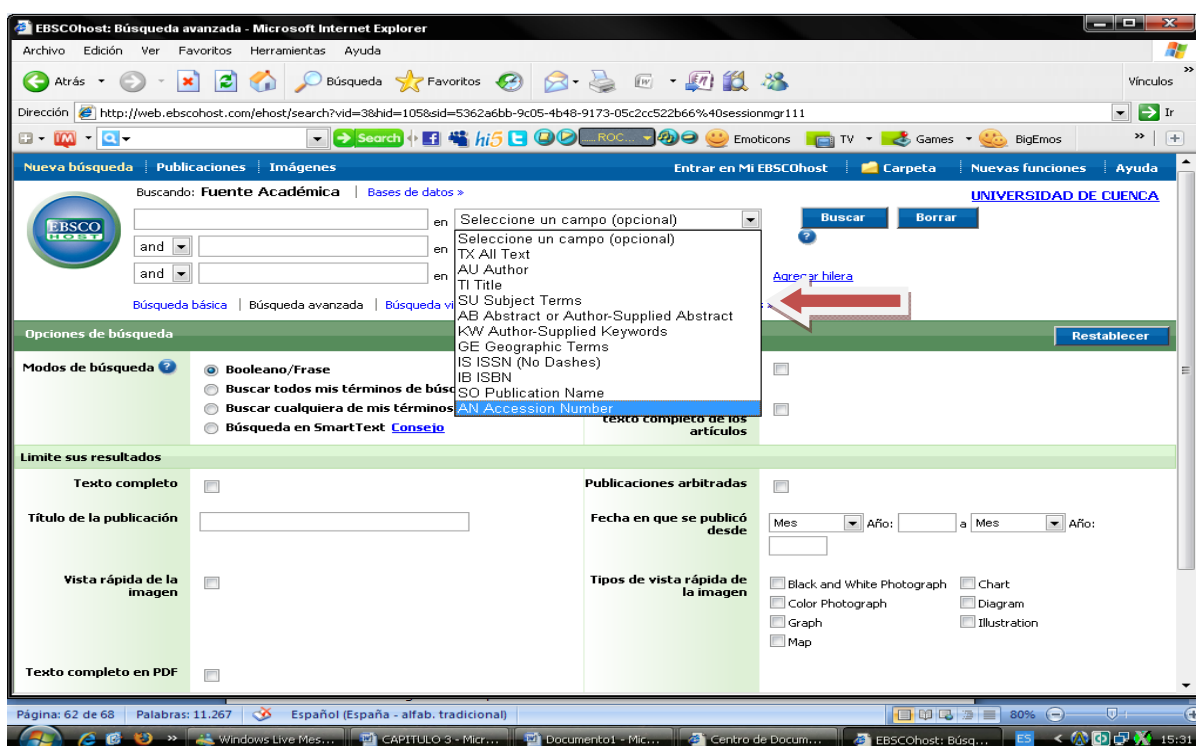 EBSCOhost: Búsqueda avanzada - Microsoft Internet Explorer
Archivo Edición Ver Favoritos Herramientas Ayuda
Atrás Búsqueda Favoritos Vínculos
Dirección http://web.ebscohost.com/ehost/search?vid=3&hid=105&sid=5362a6bb-9c05-4b48-9173-05c2cc522b66%40sessionmgr111 Ir
Search hi5 ...ROC... Emoticons TV Games BigEmos
Nueva búsqueda Publicaciones Imágenes Entrar en Mi EBSCOhost Carpeta Nuevas funciones Ayuda
Buscando: Fuente Académica Bases de datos » UNIVERSIDAD DE CUENCA
EBSCO HOST
en Seleccione un campo (opcional) Buscar Borrar
and en
and en Agregar hilera
Seleccione un campo (opcional)
TX All Text
AU Author
TI Title
SU Subject Terms
AB Abstract or Author-Supplied Abstract
KW Author-Supplied Keywords
GE Geographic Terms
IS ISSN (No Dashes)
IB ISBN
SO Publication Name
AN Accession Number
Búsqueda básica Búsqueda avanzada Búsqueda vi
Opciones de búsqueda Restablecer
Modos de búsqueda
Booleano/Frase
Buscar todos mis términos de búsq
Buscar cualquiera de mis términos
Búsqueda en SmartText Consejo
texto completo de los
artículos
Limite sus resultados
Texto completo Publicaciones arbitradas
Título de la publicación Fecha en que se publicó
desde
Mes Año: a Mes Año:
Vista rápida de la
imagen
Tipos de vista rápida de
la imagen
Black and White Photograph Chart
Color Photograph Diagram
Graph Illustration
Map
Texto completo en PDF
Página: 62 de 68 Palabras: 11.267 Español (España - alfab. tradicional) 80%
Windows Live Mes... CAPITULO 3 - Micr... Documento1 - Mic... Centro de Docum... EBSCOhost: Búsq... ES 15:31